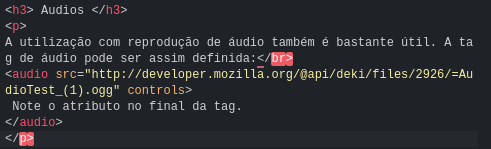 <h3> Audios </h3>
<p>
A utilização com reprodução de áudio também é bastante útil. A ta
g de áudio pode ser assim definida:</br>
<audio src="http://developer.mozilla.org/@api/deki/files/2926/=Au
dioTest_(1).ogg" controls>
 Note o atributo no final da tag.
</audio>
</p>